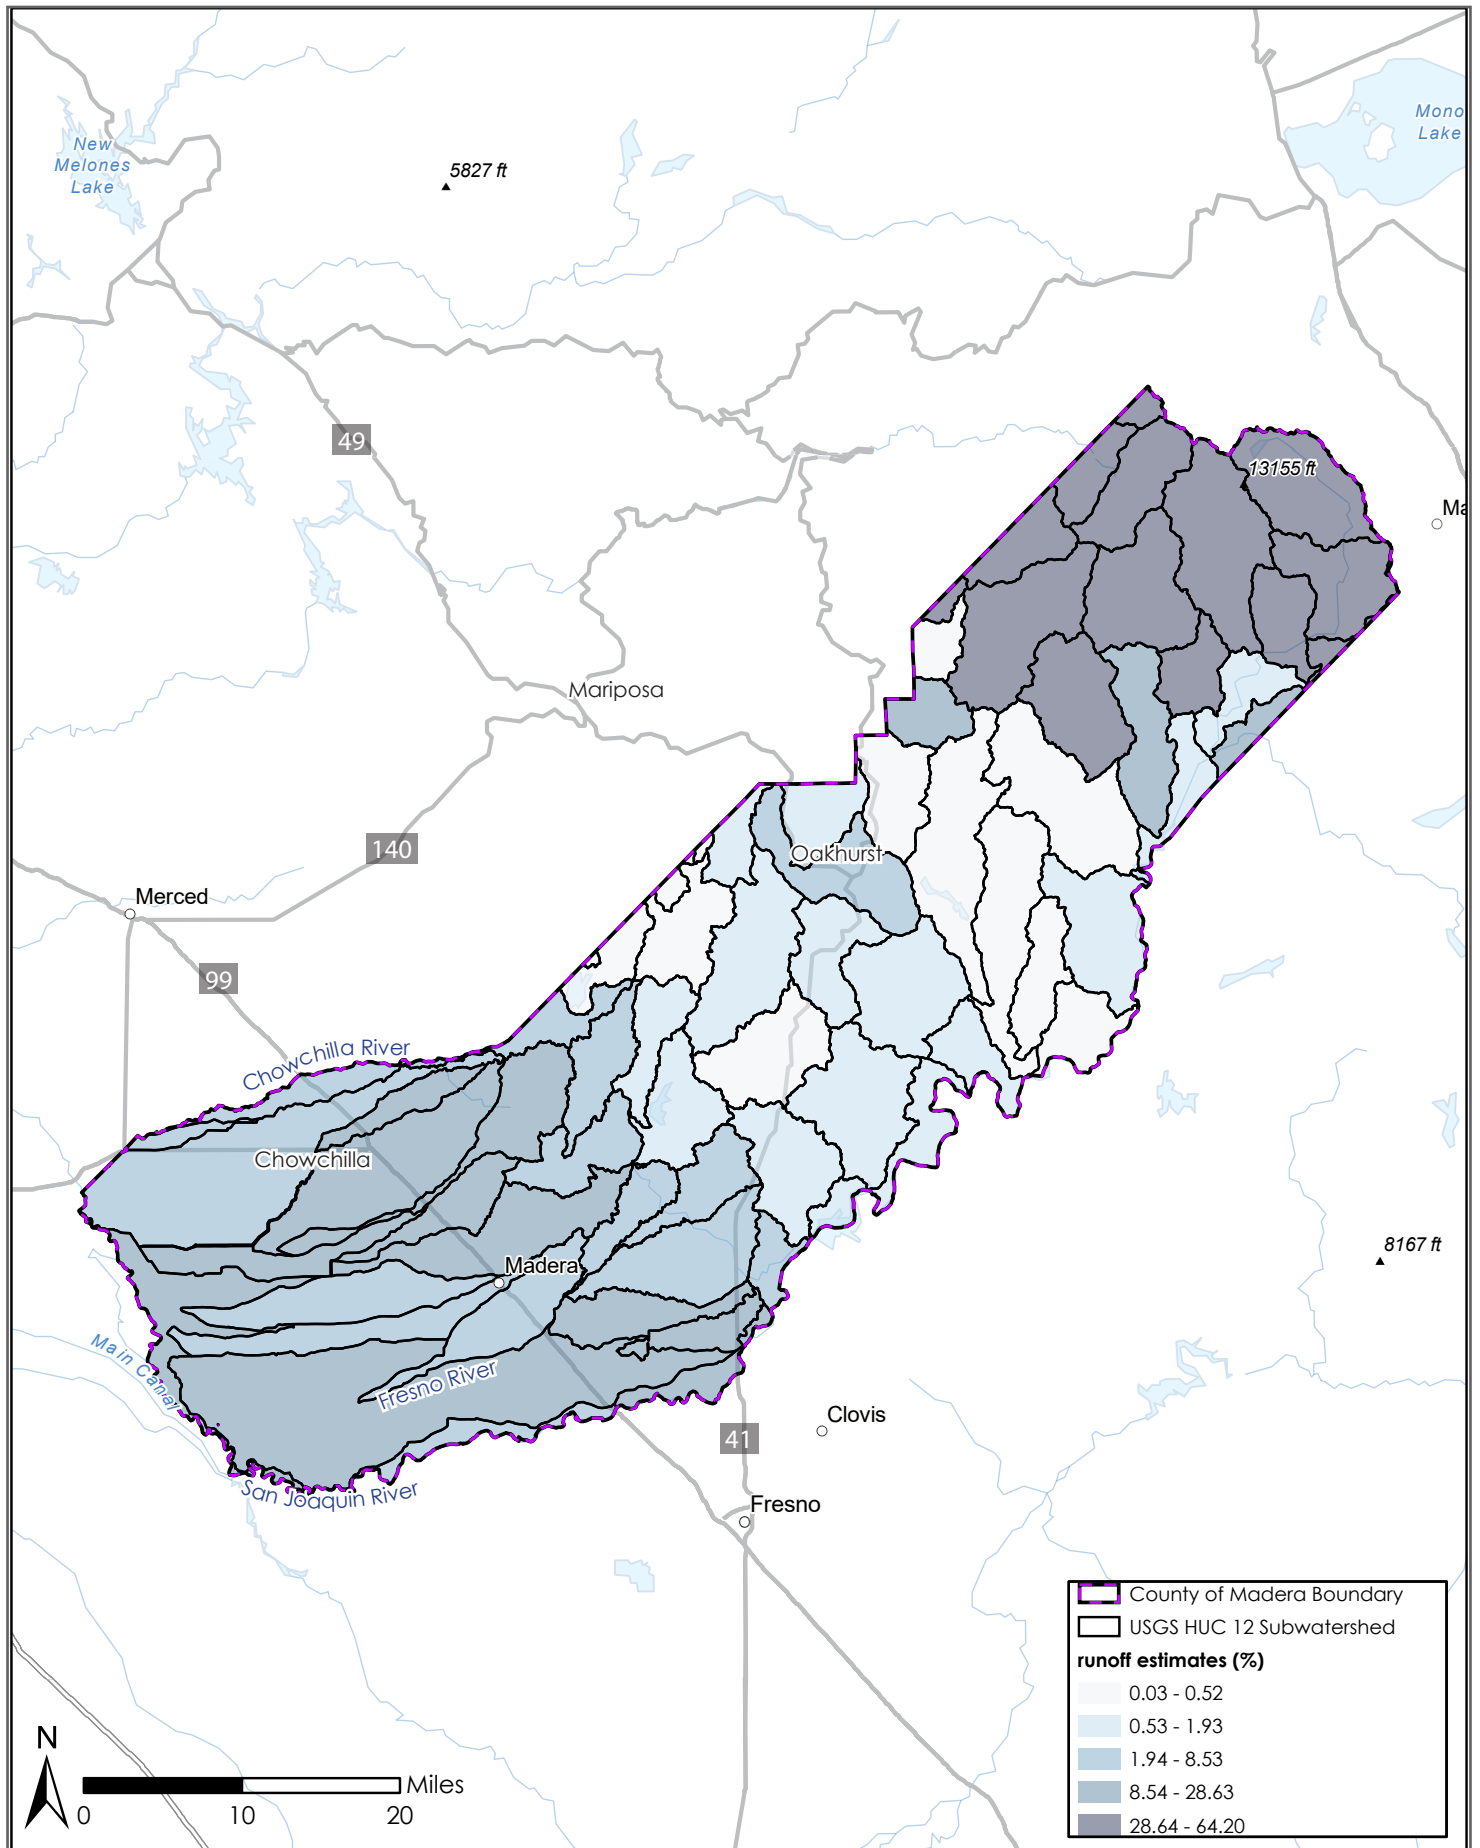 New
Melones
Lake
5827 ft
Mono
Lake
49
13155 ft
Ma
Mariposa
140
Oakhurst
Merced
99
Chowchilla River
Chowchilla
Madera
8167 ft
Main Canal
Fresno River
41
Clovis
San Joaquin River
Fresno
County of Madera Boundary
USGS HUC 12 Subwatershed
runoff estimates (%)
0.03 - 0.52
0.53 - 1.93
1.94 - 8.53
8.54 - 28.63
28.64 - 64.20
N
Miles
0 10 20